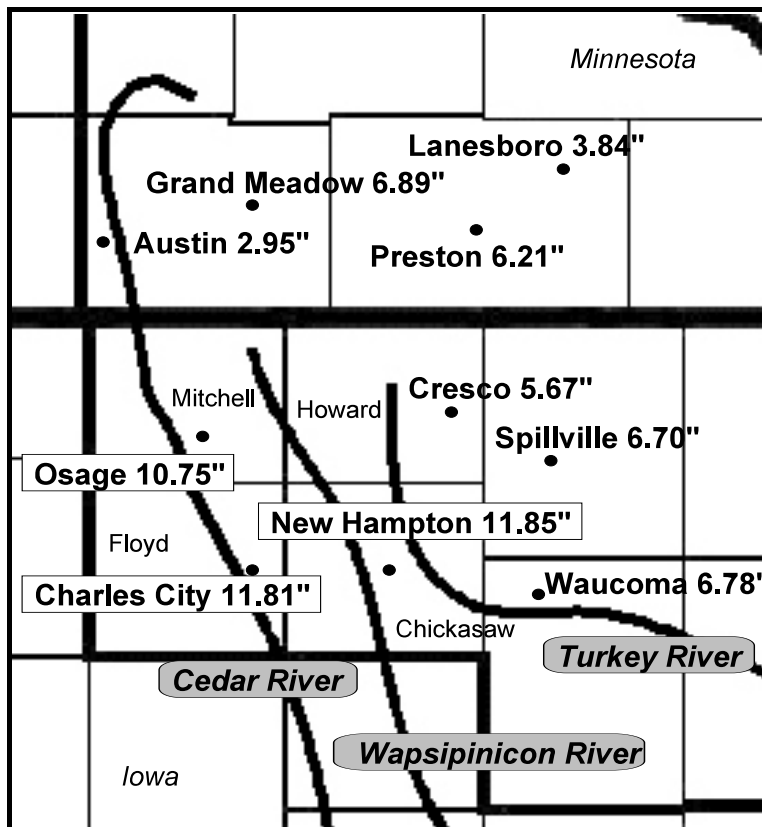 Minnesota
Lanesboro 3.84"
Grand Meadow 6.89"
Austin 2.95"
Preston 6.21"
Mitchell
Howard
Cresco 5.67"
Spillville 6.70"
Osage 10.75"
New Hampton 11.85"
Floyd
Charles City 11.81"
Waucoma 6.78"
Chickasaw
Turkey River
Cedar River
Wapsipinicon River
Iowa